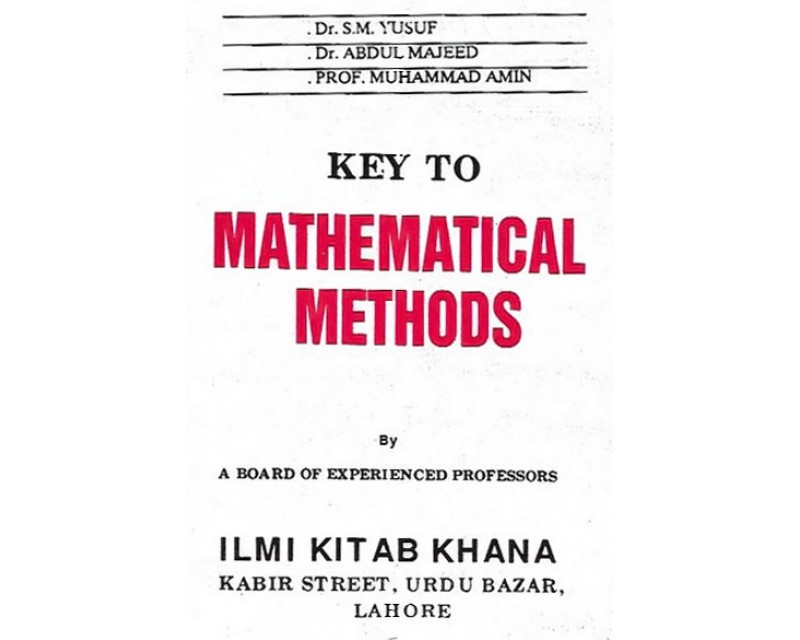 . Dr. S.M. YUSUF
. Dr. ABDUL MAJEED
. PROF. MUHAMMAD AMIN
KEY TO
MATHEMATICAL
METHODS
By
A BOARD OF EXPERIENCED PROFESSORS
ILMI KITAB KHANA
KABIR STREET, URDU BAZAR,
LAHORE